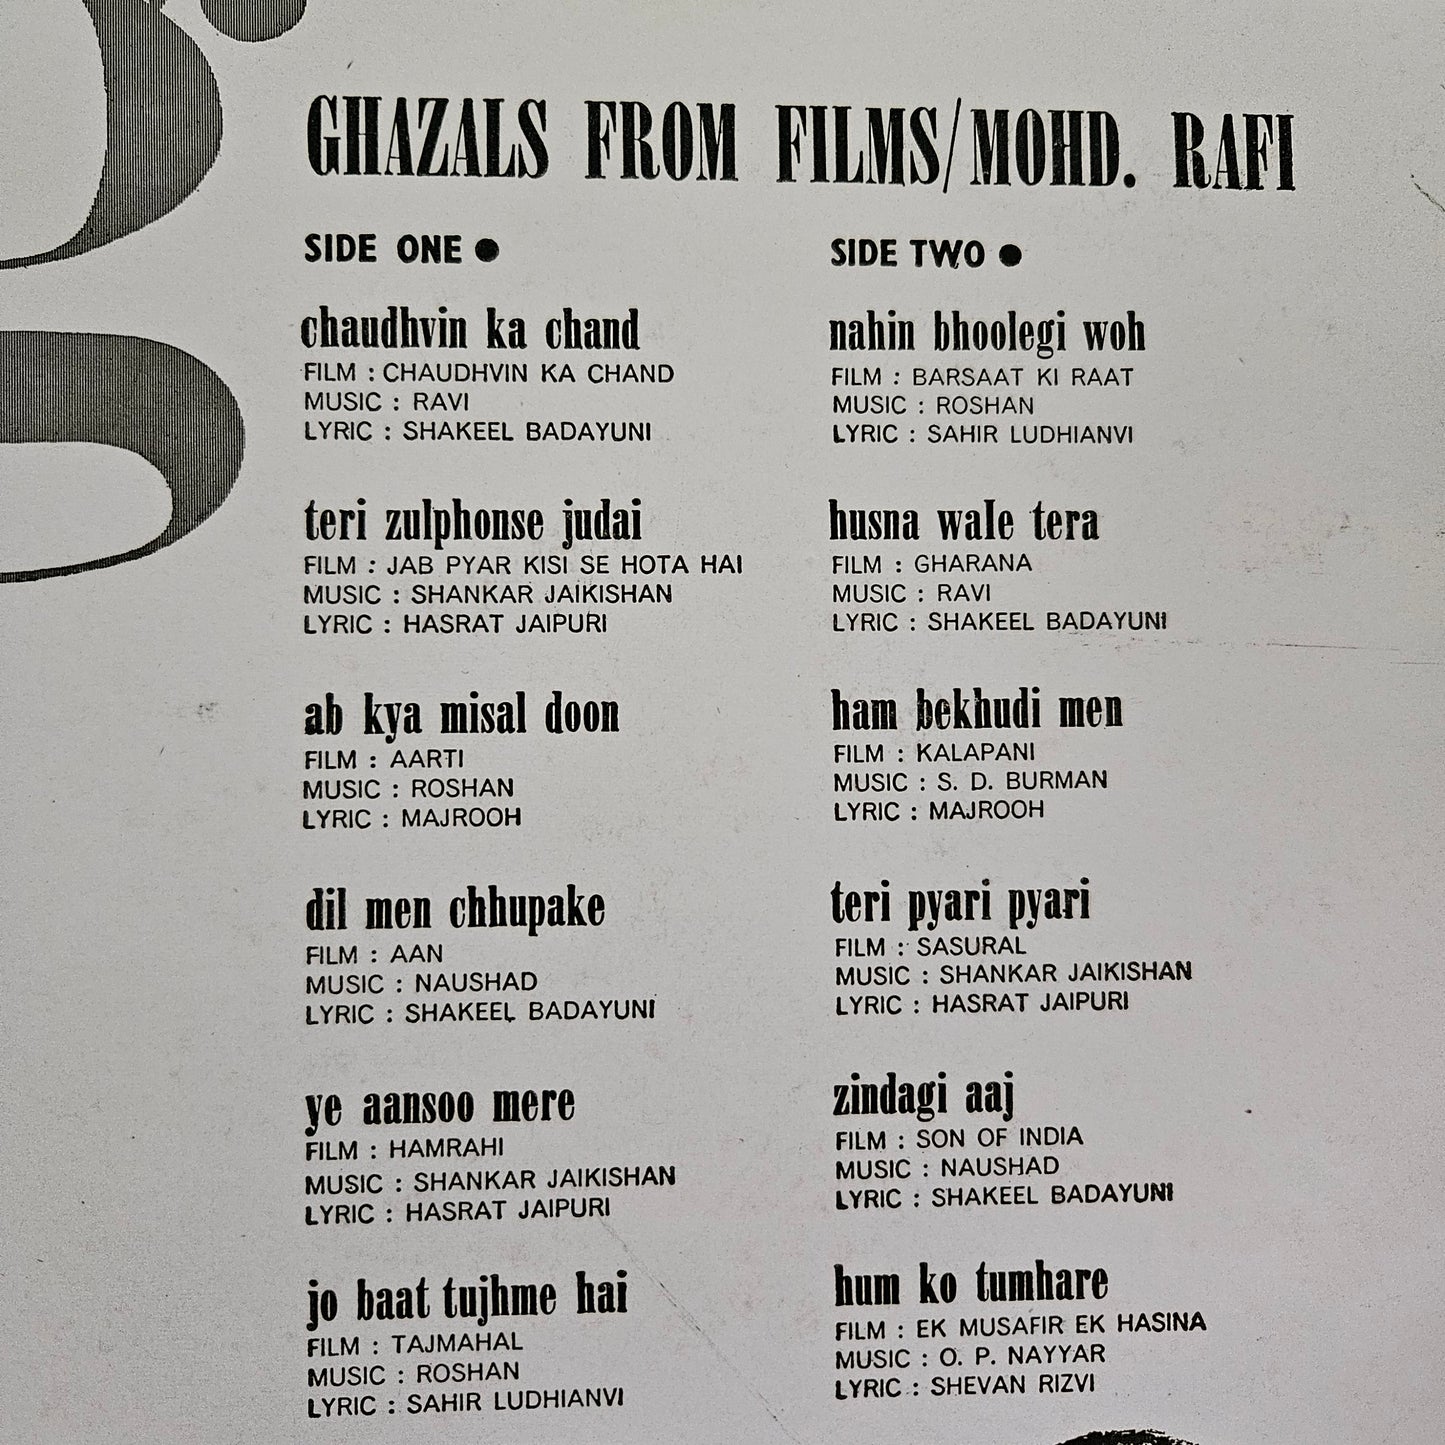 GHAZALS FROM FILMS/MOHD. RAFI
SIDE ONE ●
chaudhvin ka chand
FILM : CHAUDHVIN KA CHAND
MUSIC : RAVI
LYRIC : SHAKEEL BADAYUNI
teri zulphonse judai
FILM : JAB PYAR KISI SE HOTA HAI
MUSIC : SHANKAR JAIKISHAN
LYRIC : HASRAT JAIPURI
ab kya misal doon
FILM : AARTI
MUSIC : ROSHAN
LYRIC : MAJROOH
dil men chhupake
FILM : AAN
MUSIC : NAUSHAD
LYRIC : SHAKEEL BADAYUNI
ye aansoo mere
FILM : HAMRAHI
MUSIC : SHANKAR JAIKISHAN
LYRIC : HASRAT JAIPURI
jo baat tujhme hai
FILM : TAJMAHAL
MUSIC : ROSHAN
LYRIC : SAHIR LUDHIANVI
SIDE TWO ●
nahin bhoolegi woh
FILM : BARSAAT KI RAAT
MUSIC : ROSHAN
LYRIC : SAHIR LUDHIANVI
husna wale tera
FILM : GHARANA
MUSIC : RAVI
LYRIC : SHAKEEL BADAYUNI
ham bekhudi men
FILM : KALAPANI
MUSIC : S. D. BURMAN
LYRIC : MAJROOH
teri pyari pyari
FILM : SASURAL
MUSIC : SHANKAR JAIKISHAN
LYRIC : HASRAT JAIPURI
zindagi aaj
FILM : SON OF INDIA
MUSIC : NAUSHAD
LYRIC : SHAKEEL BADAYUNI
hum ko tumhare
FILM : EK MUSAFIR EK HASINA
MUSIC : O. P. NAYYAR
LYRIC : SHEVAN RIZVI